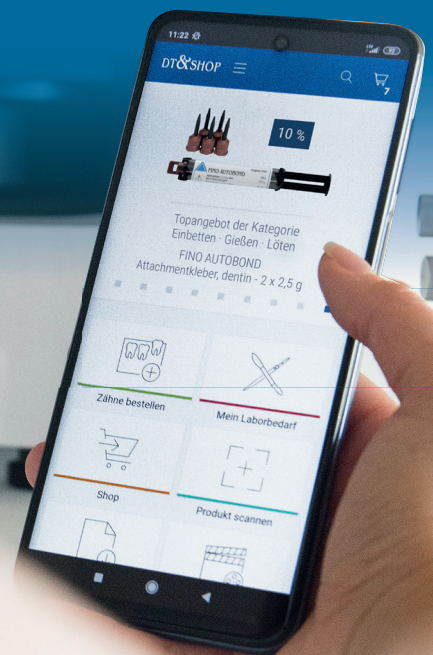 11:22
DT&SHOP
7
10 %
FINO AUTOBOND
Topangebot der Kategorie
Einbetten · Gießen · Löten
FINO AUTOBOND
Attachmentkleber, dentin - 2 x 2,5 g
Zähne bestellen
Mein Laborbedarf
Shop
Produkt scannen